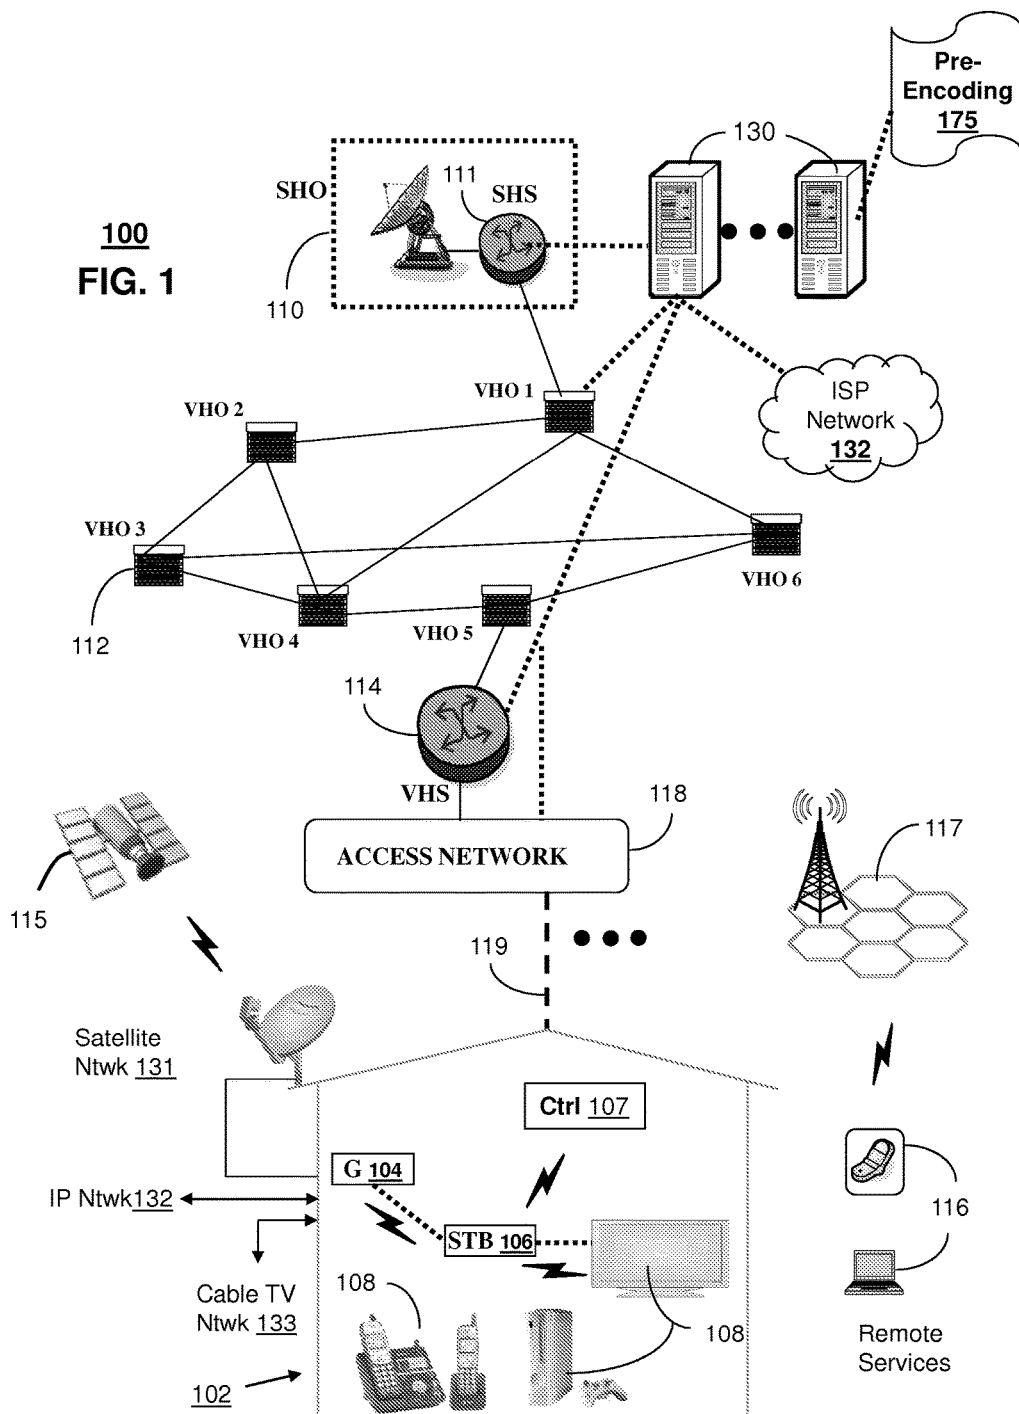 Pre-
Encoding
175
130
111
SHS
SHO
100
FIG. 1
110
ISP
Network
132
VHO 1
VHO 2
VHO 3
VHO 6
112
VHO 4
VHO 5
114
VHS
118
ACCESS NETWORK
117
115
119
Satellite
Ntwk 131
Ctrl 107
G 104
IP Ntwk132
STB 106
116
Cable TV
Ntwk 133
108
108
Remote
Services
102